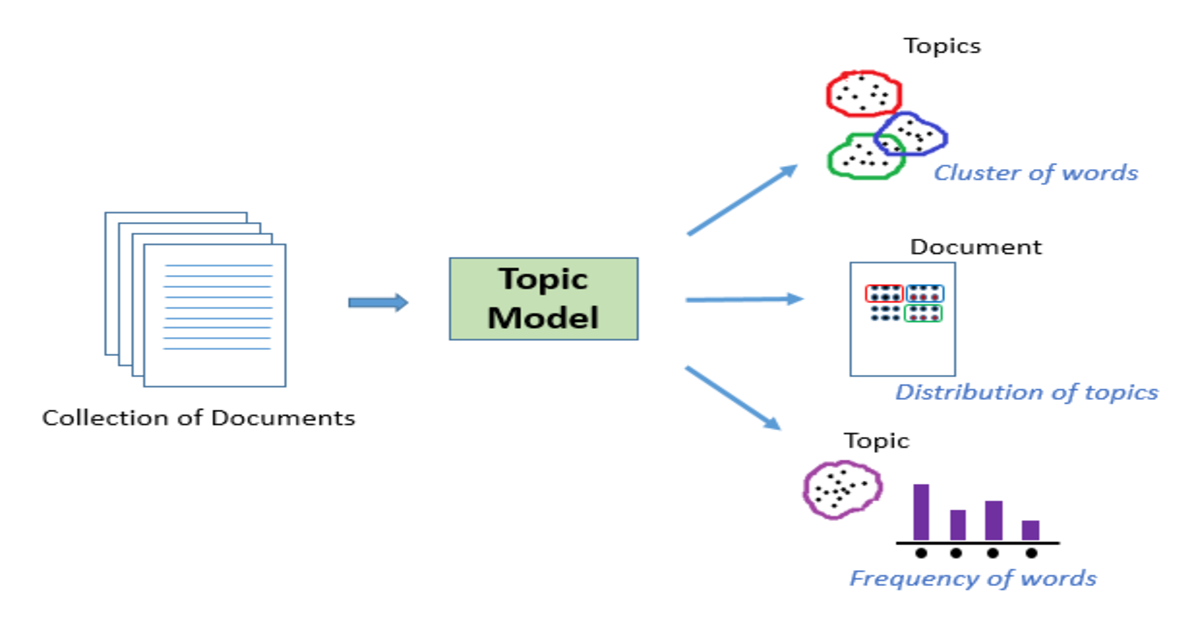 Topics
Cluster of words
Topic
Model
Document
Distribution of topics
Collection of Documents
Topic
Frequency of words